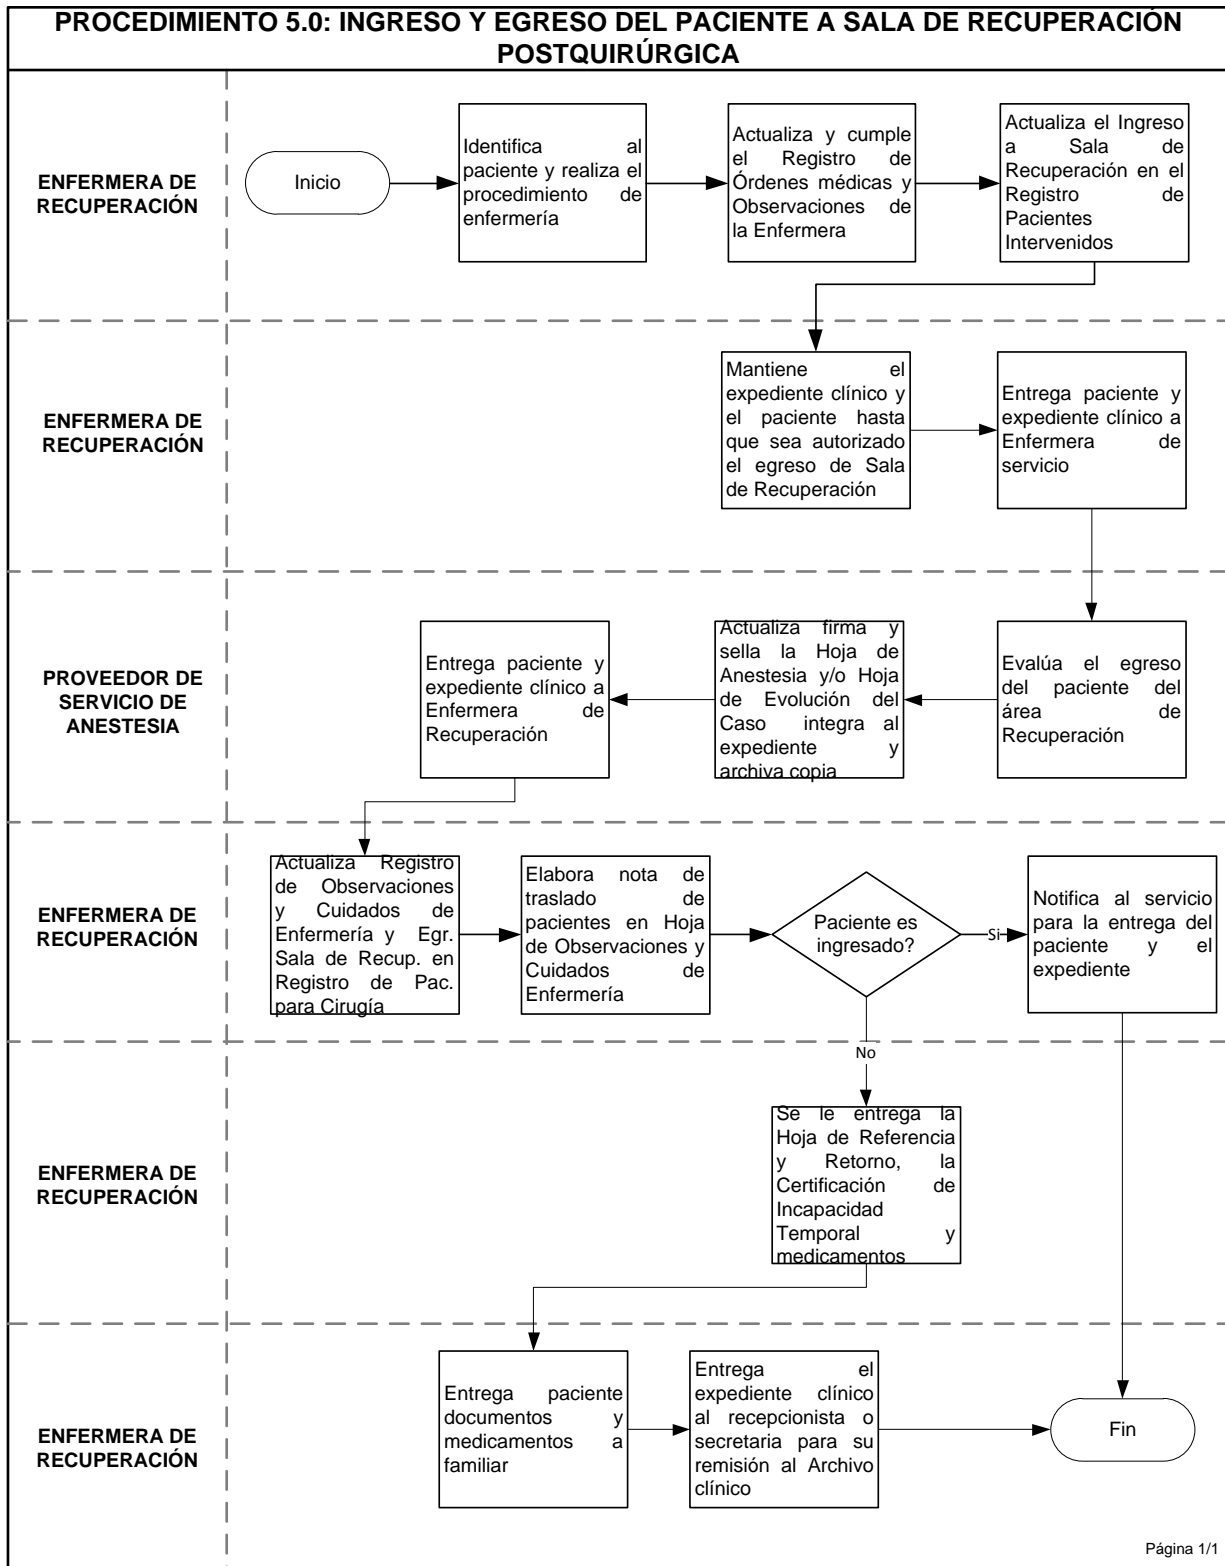 PROCEDIMIENTO 5.0: INGRESO Y EGRESO DEL PACIENTE A SALA DE RECUPERACIÓN
POSTQUIRÚRGICA
ENFERMERA DE
RECUPERACIÓN
Inicio
Identifica al
paciente y realiza el
procedimiento de
enfermería
Actualiza y cumple
el Registro de
Órdenes médicas y
Observaciones de
la Enfermera
Actualiza el Ingreso
a Sala de
Recuperación en el
Registro de
Pacientes
Intervenidos
ENFERMERA DE
RECUPERACIÓN
Mantiene el
expediente clínico y
el paciente hasta
que sea autorizado
el egreso de Sala
de Recuperación
Entrega paciente y
expediente clínico a
Enfermera de
servicio
PROVEEDOR DE
SERVICIO DE
ANESTESIA
Entrega paciente y
expediente clínico a
Enfermera de
Recuperación
Actualiza firma y
sella la Hoja de
Anestesia y/o Hoja
de Evolución del
Caso integra al
expediente y
archiva copia
Evalúa el egreso
del paciente del
área de
Recuperación
ENFERMERA DE
RECUPERACIÓN
Actualiza Registro
de Observaciones
y Cuidados de
Enfermería y Egr.
Sala de Recup. en
Registro de Pac.
para Cirugía
Elabora nota de
traslado de
pacientes en Hoja
de Observaciones y
Cuidados de
Enfermería
Paciente es
ingresado?
Si
Notifica al servicio
para la entrega del
paciente y el
expediente
No
ENFERMERA DE
RECUPERACIÓN
Se le entrega la
Hoja de Referencia
y Retorno, la
Certificación de
Incapacidad
Temporal y
medicamentos
ENFERMERA DE
RECUPERACIÓN
Entrega paciente
documentos y
medicamentos a
familiar
Entrega el
expediente clínico
al recepcionista o
secretaria para su
remisión al Archivo
clínico
Fin
Página 1/1